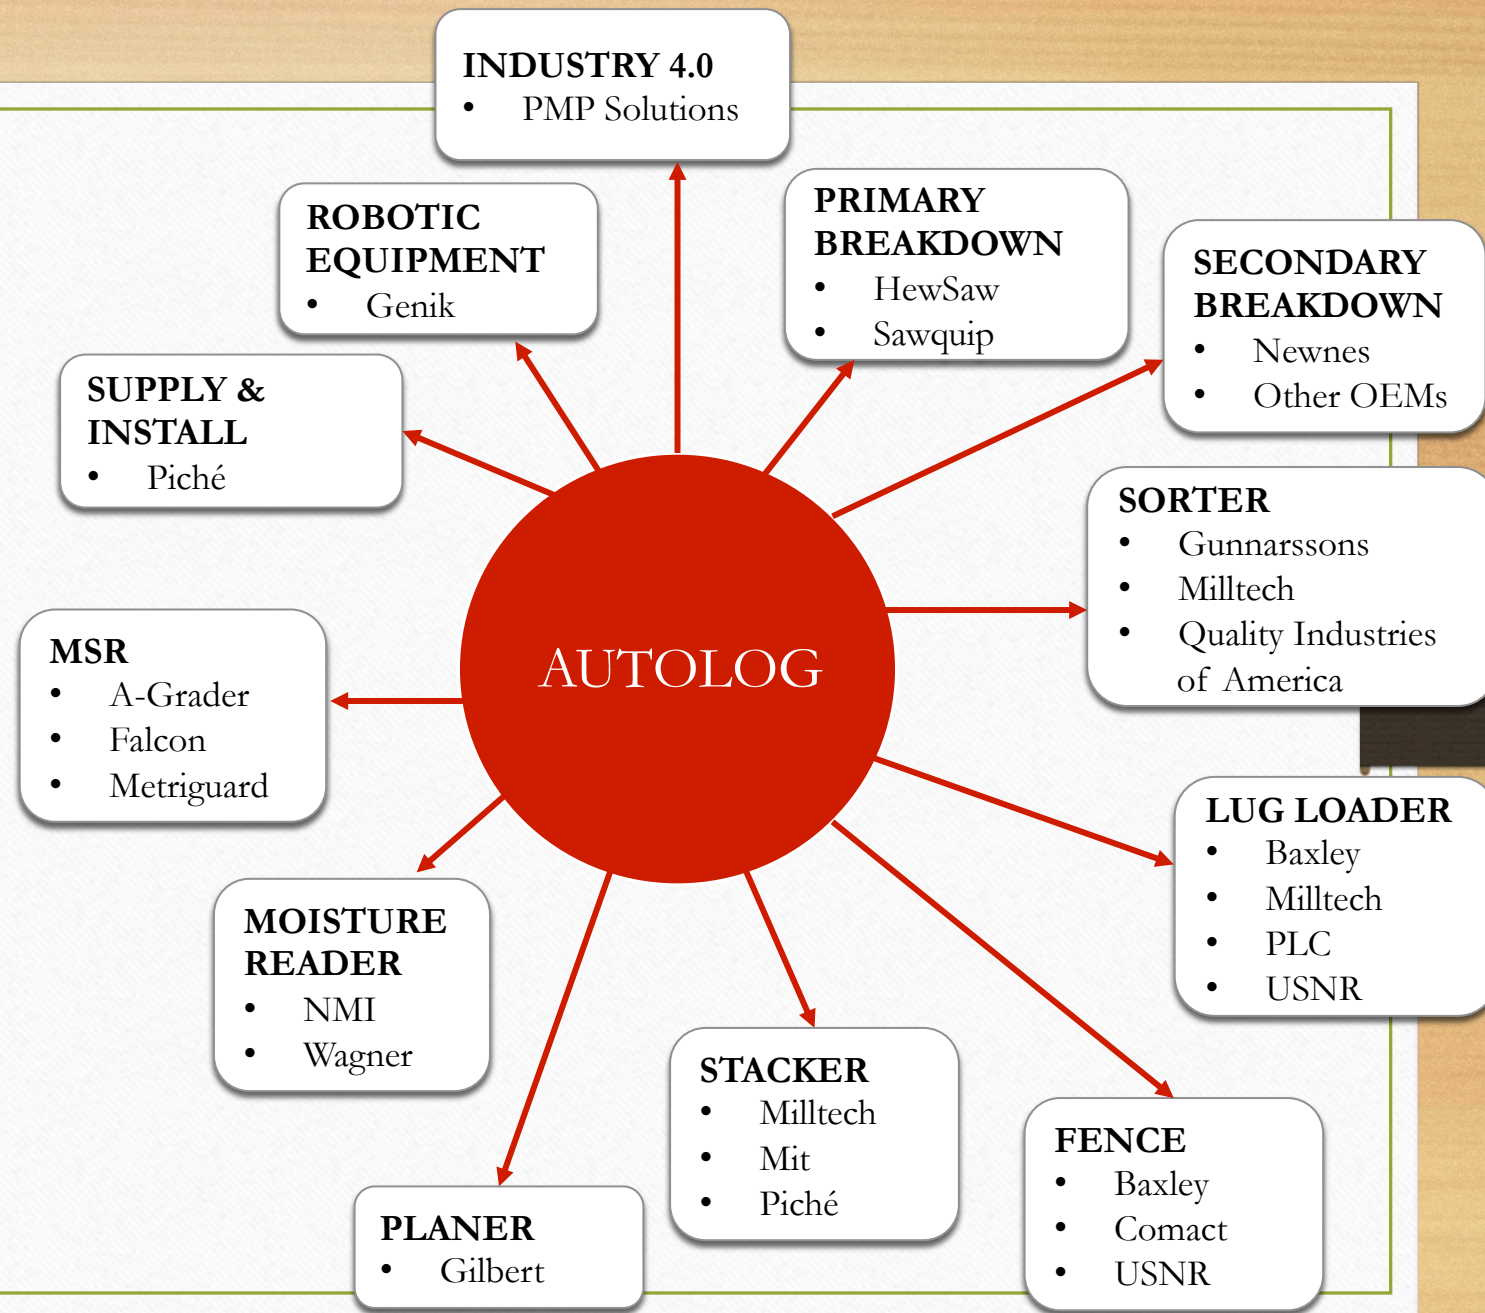 INDUSTRY 4.0
• PMP Solutions
ROBOTIC
EQUIPMENT
• Genik
PRIMARY
BREAKDOWN
• HewSaw
• Sawquip
SECONDARY
BREAKDOWN
• Newnes
• Other OEMs
SUPPLY &
INSTALL
• Piché
SORTER
• Gunnarssons
• Milltech
• Quality Industries
of America
AUTOLOG
MSR
• A-Grader
• Falcon
• Metriguard
LUG LOADER
• Baxley
• Milltech
• PLC
• USNR
MOISTURE
READER
• NMI
• Wagner
STACKER
• Milltech
• Mit
• Piché
FENCE
• Baxley
• Comact
• USNR
PLANER
• Gilbert